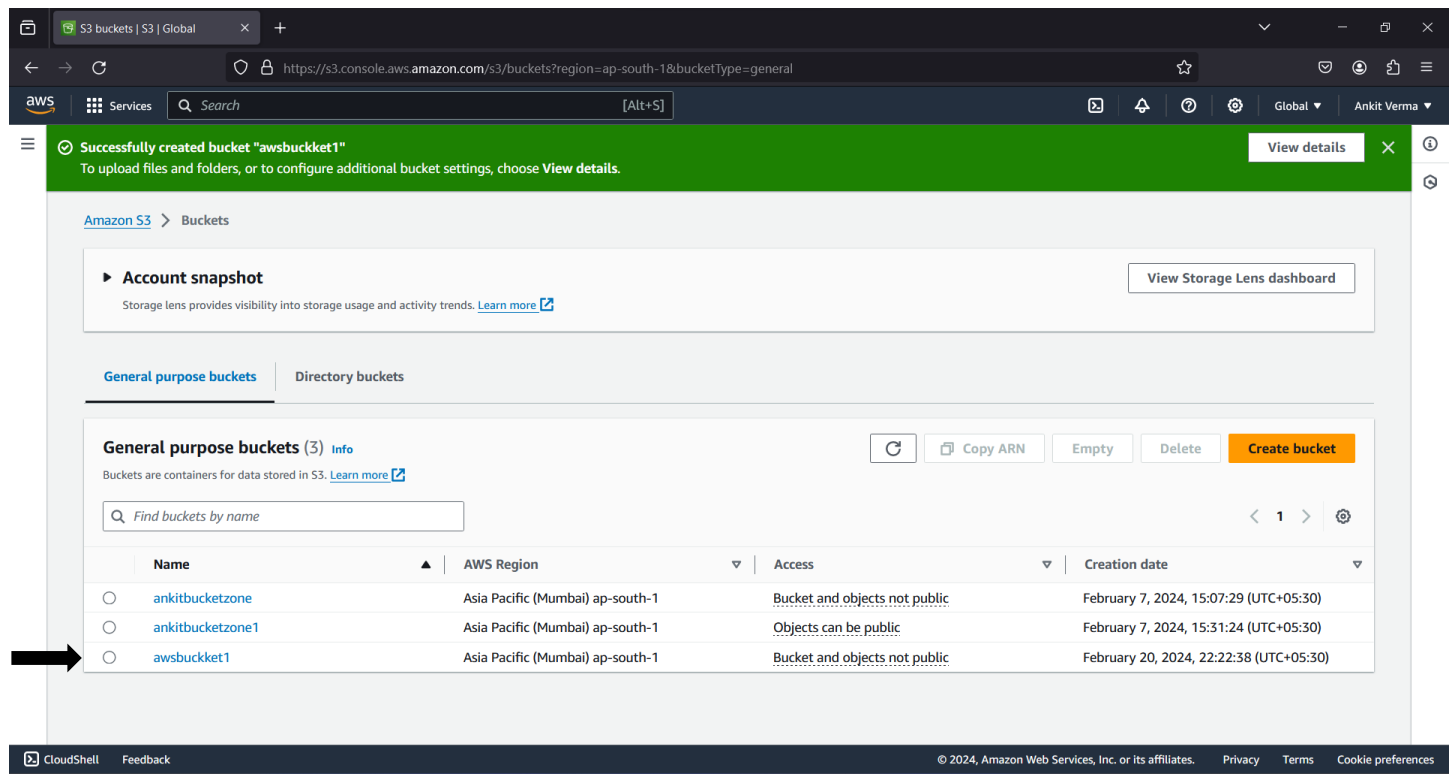 S3 buckets | S3 | Global
https://s3.console.aws.amazon.com/s3/buckets?region=ap-south-1&bucketType=general
aws Services Search [Alt+S] Global Ankit Verma
Successfully created bucket "awsbuckket1"
View details
To upload files and folders, or to configure additional bucket settings, choose View details.
Amazon S3 Buckets
Account snapshot
View Storage Lens dashboard
Storage lens provides visibility into storage usage and activity trends. Learn more
General purpose buckets Directory buckets
General purpose buckets (3) Info
Copy ARN Empty Delete Create bucket
Buckets are containers for data stored in S3. Learn more
Find buckets by name
1
Name AWS Region Access Creation date
ankitbucketzone Asia Pacific (Mumbai) ap-south-1 Bucket and objects not public February 7, 2024, 15:07:29 (UTC+05:30)
ankitbucketzone1 Asia Pacific (Mumbai) ap-south-1 Objects can be public February 7, 2024, 15:31:24 (UTC+05:30)
awsbuckket1 Asia Pacific (Mumbai) ap-south-1 Bucket and objects not public February 20, 2024, 22:22:38 (UTC+05:30)
CloudShell Feedback © 2024, Amazon Web Services, Inc. or its affiliates. Privacy Terms Cookie preferences